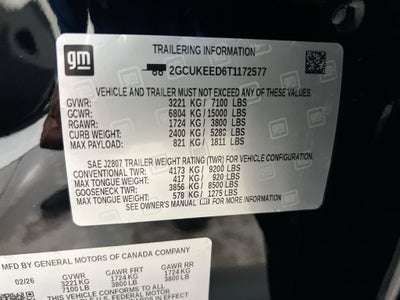 gm
TRAILERING INFORMATION
2GCUKEED6T1172577
VEHICLE AND TRAILER MUST NOT EXCEED ANY
GVWR: 3221 KG/ 7100 LBS
GCWR: 6804 KG/15000 LBS
RGAWR: 1724 KG/ 3800 LBS
CURB WEIGHT: 2400 KG/ 5282 LBS
MAX PAYLOAD: 821 KG/ 1811 LBS
SAE J2807 TRAILER WEIGHT RATING (TWR) FOR VEHICLE CONFIGURATION.
CONVENTIONAL TWR: 4173 KG/ 9200 LBS
MAX TONGUE WEIGHT: 417 KG/ 920 LBS
GOOSENECK TWR: 3856 KG/ 8500 LBS
MAX TONGUE WEIGHT: 578 KG/ 1275 LBS
SEE OWNER'S MANUAL FOR ADDITIONAL INFORMATION.
MFD BY GENERAL MOTORS OF CANADA COMPANY
02/26 GVWR GAWR FRT GAWR RR
3221 KG 1724 KG 1724 KG
7100 LB 3800 LB 3800 LB
THIS VEHICLE CONFORMS TO ALL